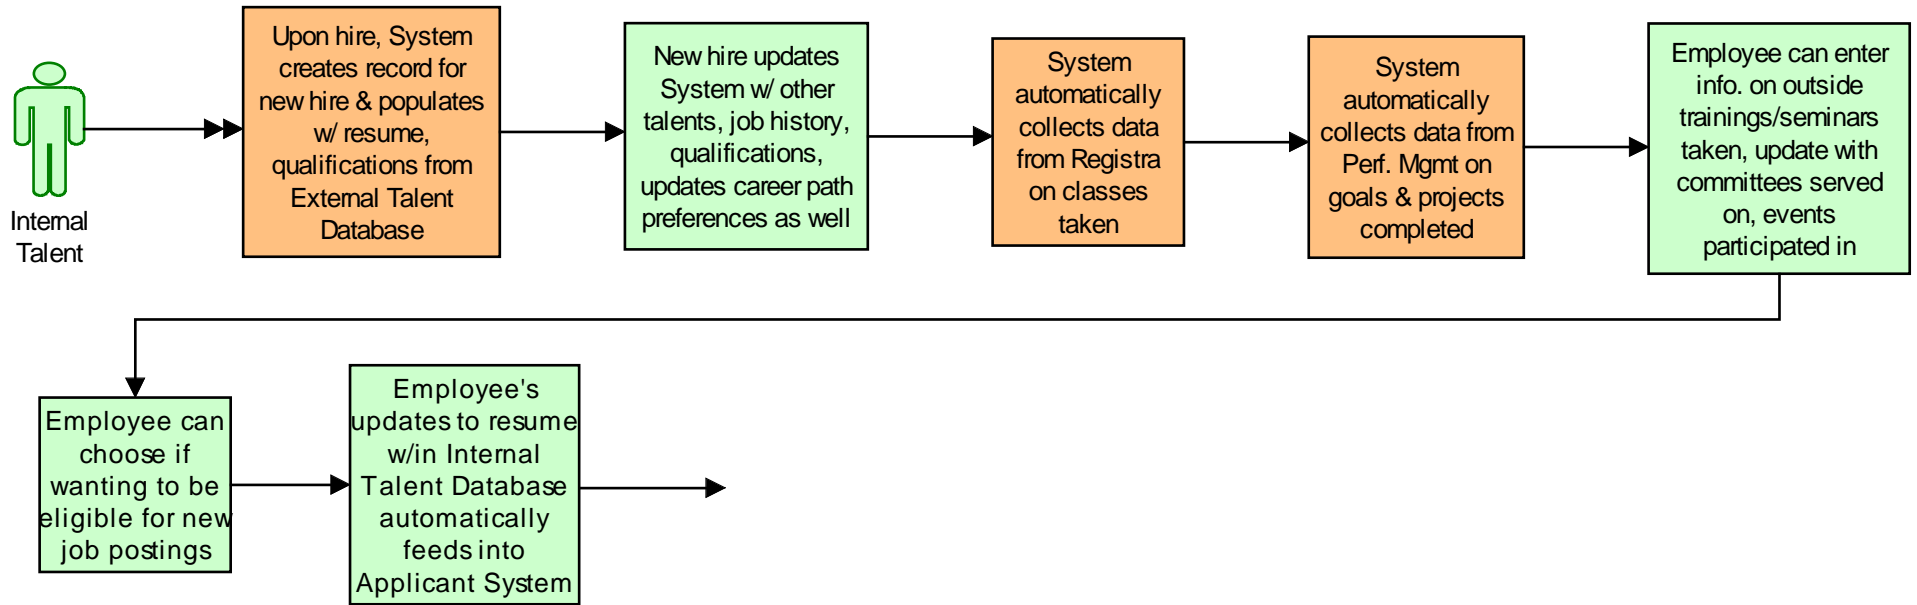 Internal
Talent
Upon hire, System
creates record for
new hire & populates
w/ resume,
qualifications from
External Talent
Database
New hire updates
System w/ other
talents, job history,
qualifications,
updates career path
preferences as well
System
automatically
collects data
from Registra
on classes
taken
System
automatically
collects data from
Perf. Mgmt on
goals & projects
completed
Employee can enter
info. on outside
trainings/seminars
taken, update with
committees served
on, events
participated in
Employee can
choose if
wanting to be
eligible for new
job postings
Employee's
updates to resume
w/in Internal
Talent Database
automatically
feeds into
Applicant System